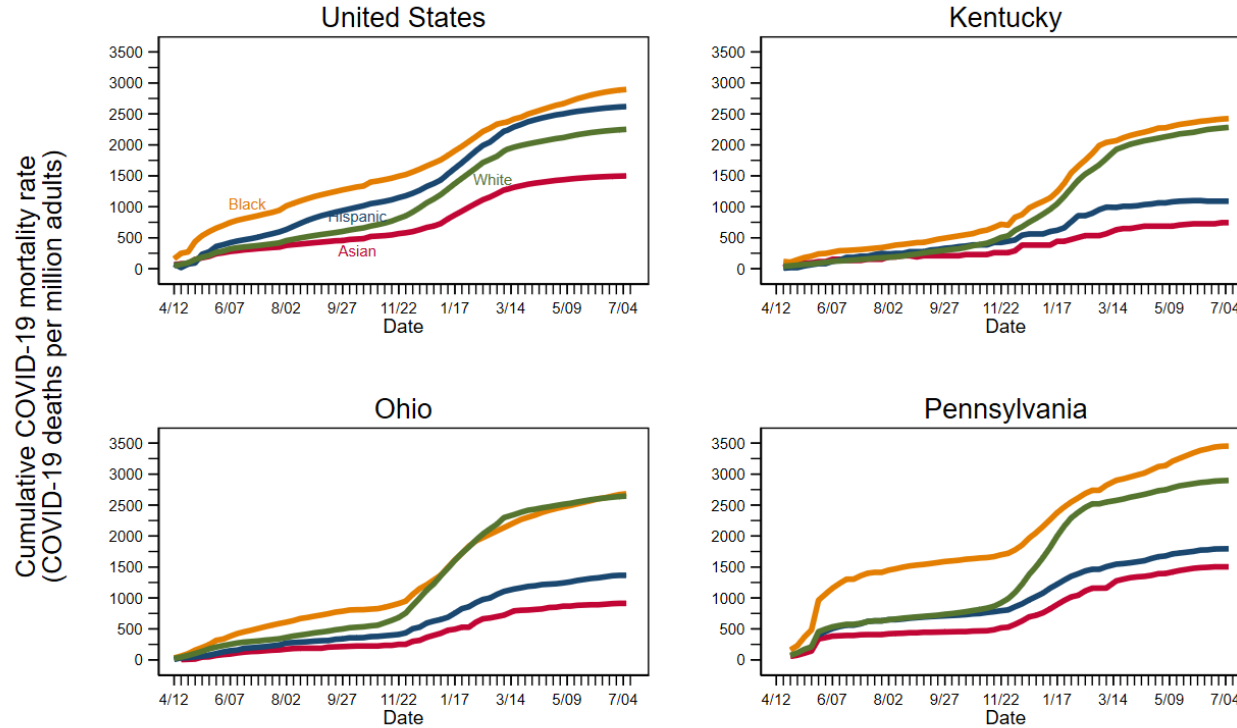 United States
Kentucky
3500
3000
2500
2000
1500
1000
500
0
Black
Hispanic
White
Asian
4/12 6/07 8/02 9/27 11/22 1/17 3/14 5/09 7/04
Date
3500
3000
2500
2000
1500
1000
500
0
4/12 6/07 8/02 9/27 11/22 1/17 3/14 5/09 7/04
Date
Cumulative COVID-19 mortality rate
(COVID-19 deaths per million adults)
Ohio
Pennsylvania
3500
3000
2500
2000
1500
1000
500
0
4/12 6/07 8/02 9/27 11/22 1/17 3/14 5/09 7/04
Date
3500
3000
2500
2000
1500
1000
500
0
4/12 6/07 8/02 9/27 11/22 1/17 3/14 5/09 7/04
Date